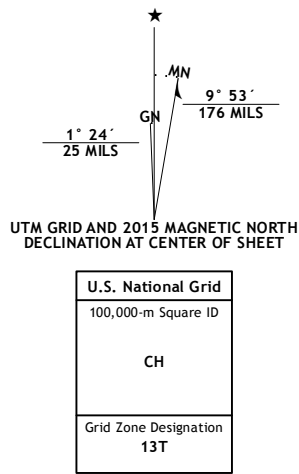 ★
MN
GN
9° 53´
176 MILS
1° 24´
25 MILS
UTM GRID AND 2015 MAGNETIC NORTH
DECLINATION AT CENTER OF SHEET
U.S. National Grid
100,000-m Square ID
CH
Grid Zone Designation
13T